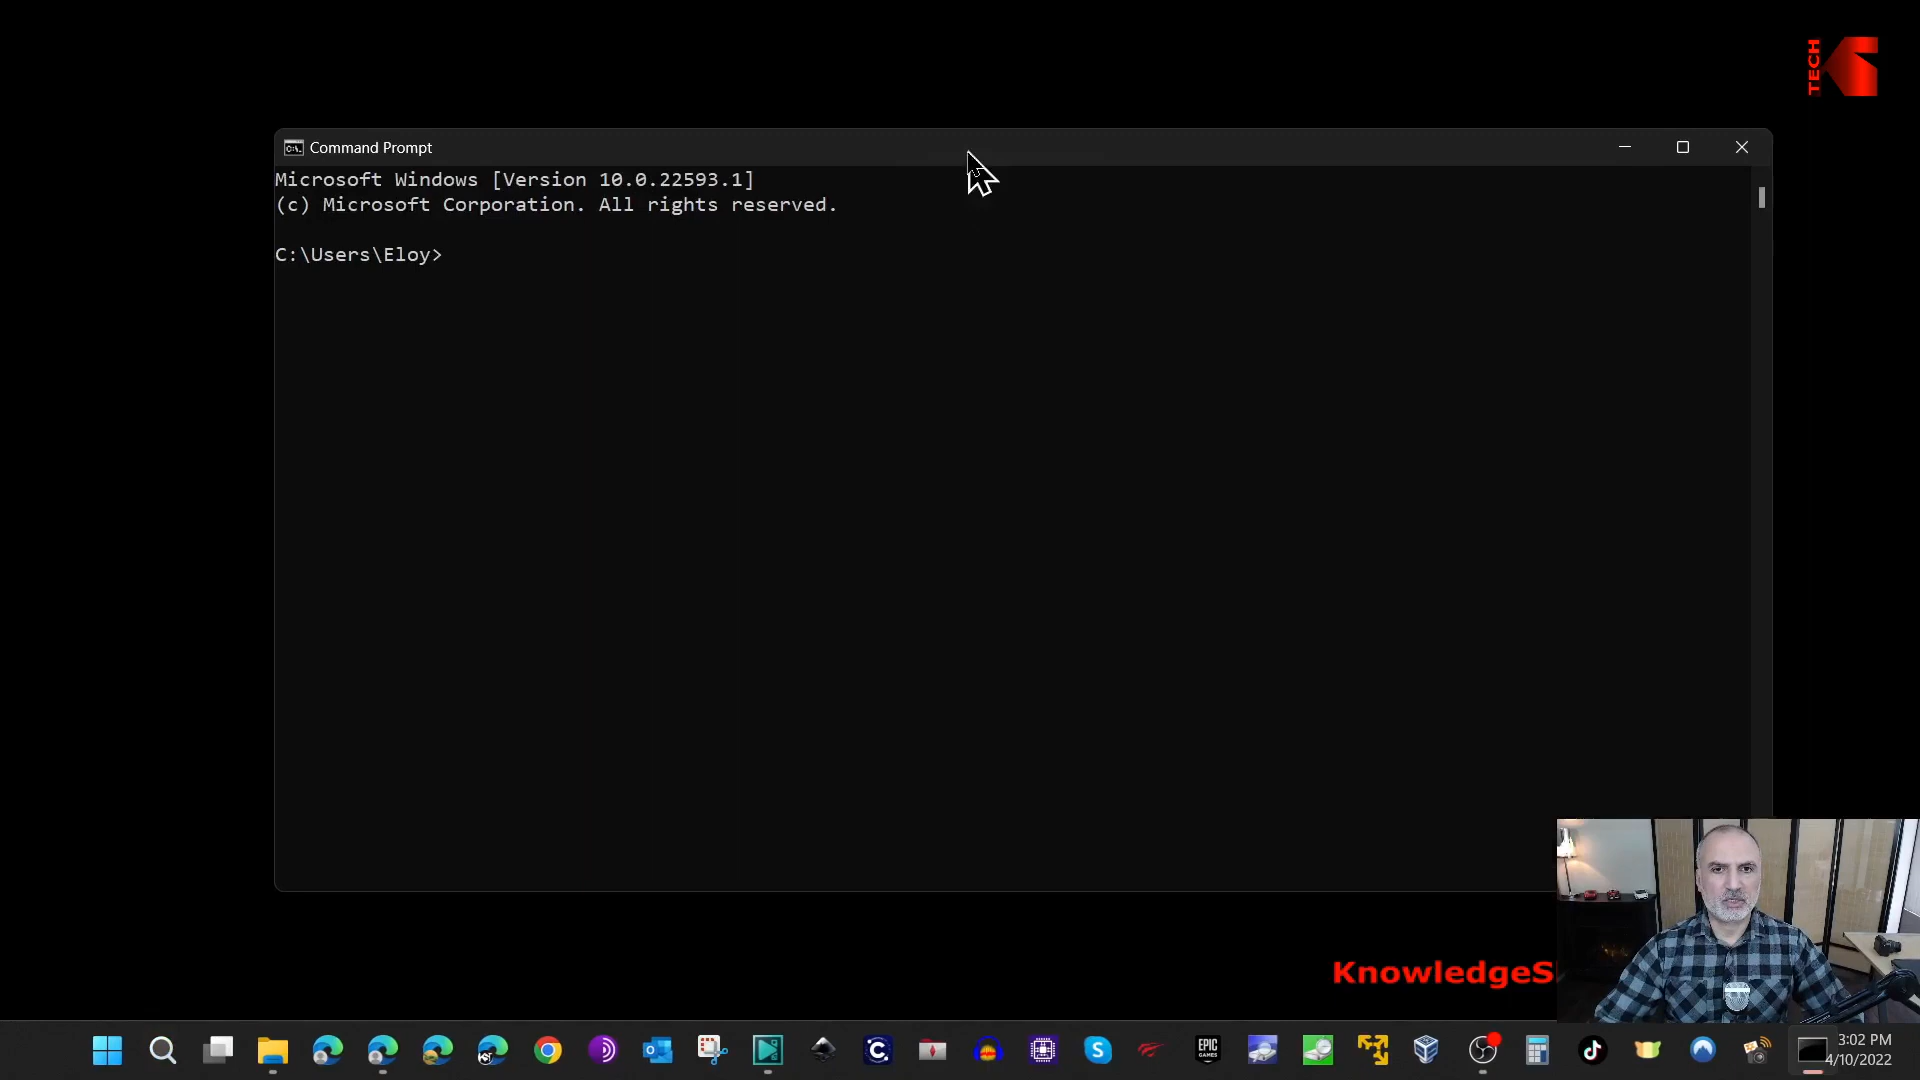 TECH
Command Prompt
Microsoft Windows [Version 10.0.22593.1]
(c) Microsoft Corporation. All rights reserved.
C:\Users\Eloy>
KnowledgeS
EPIC
GAMES
3:02 PM
4/10/2022